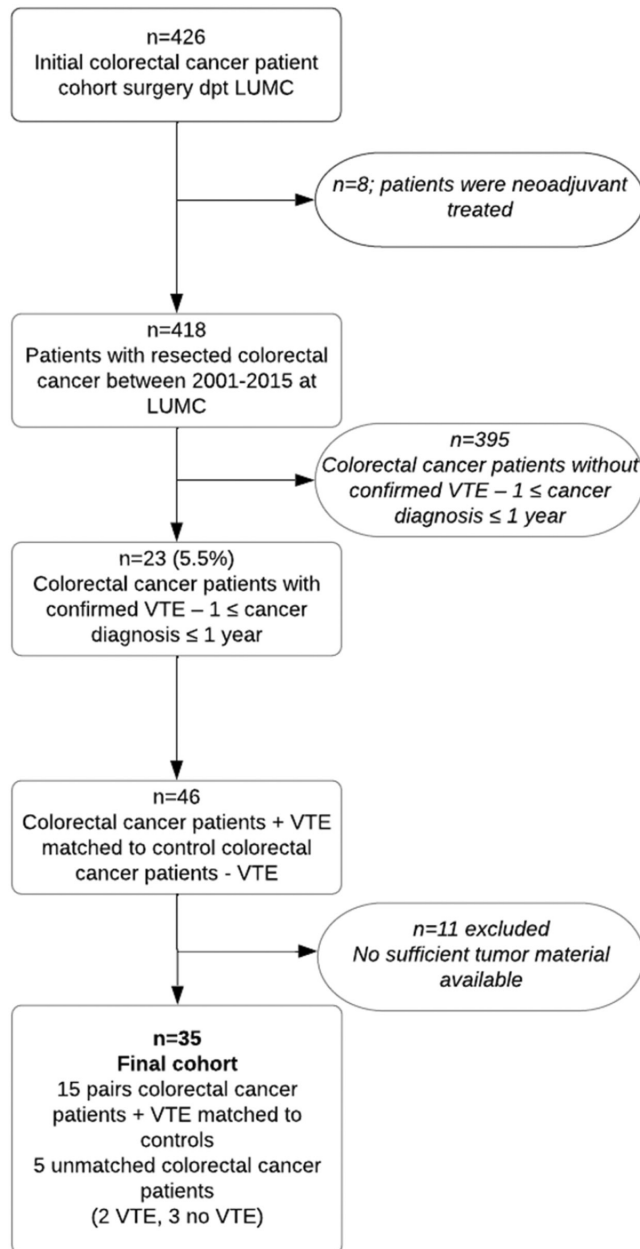 n=426
Initial colorectal cancer patient
cohort surgery dpt LUMC
n=8; patients were neoadjuvant
treated
n=418
Patients with resected colorectal
cancer between 2001-2015 at
LUMC
n=395
Colorectal cancer patients without
confirmed VTE – 1 ≤ cancer
diagnosis ≤ 1 year
n=23 (5.5%)
Colorectal cancer patients with
confirmed VTE – 1 ≤ cancer
diagnosis ≤ 1 year
n=46
Colorectal cancer patients + VTE
matched to control colorectal
cancer patients - VTE
n=11 excluded
No sufficient tumor material
available
n=35
Final cohort
15 pairs colorectal cancer
patients + VTE matched to
controls
5 unmatched colorectal cancer
patients
(2 VTE, 3 no VTE)